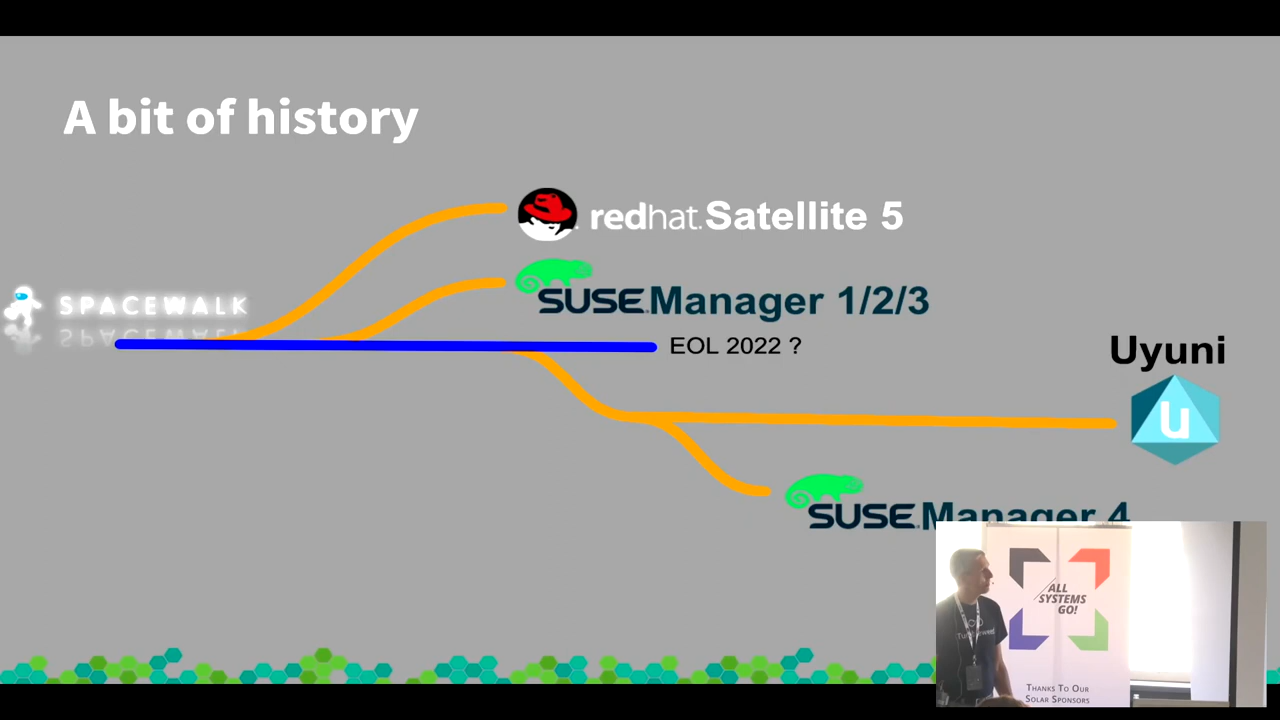 A bit of history
redhat. Satellite 5
SUSE. Manager 1/2/3
SPACEWALK
EOL 2022 ?
Uyuni
U
SUSE. Manager 4
ALL
SYSTEMS
GO!
THANKS TO OUR
SOLAR SPONSORS